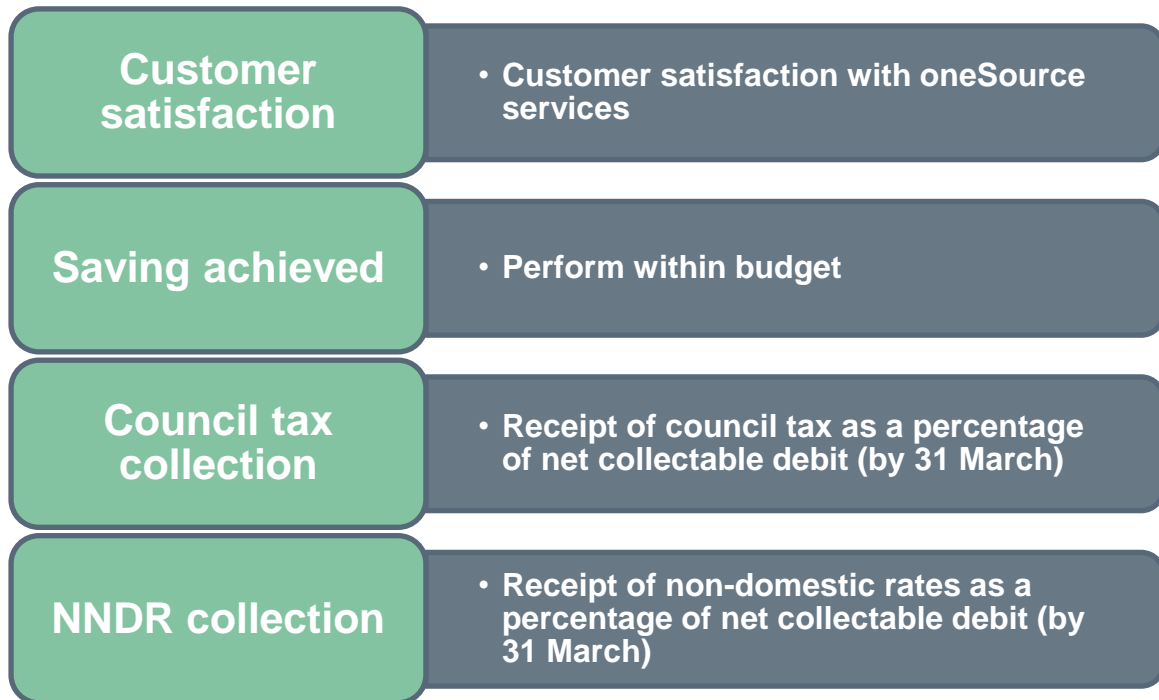 Customer
satisfaction
• Customer satisfaction with oneSource
services
Saving achieved
• Perform within budget
Council tax
collection
• Receipt of council tax as a percentage
of net collectable debit (by 31 March)
NNDR collection
• Receipt of non-domestic rates as a
percentage of net collectable debit (by
31 March)